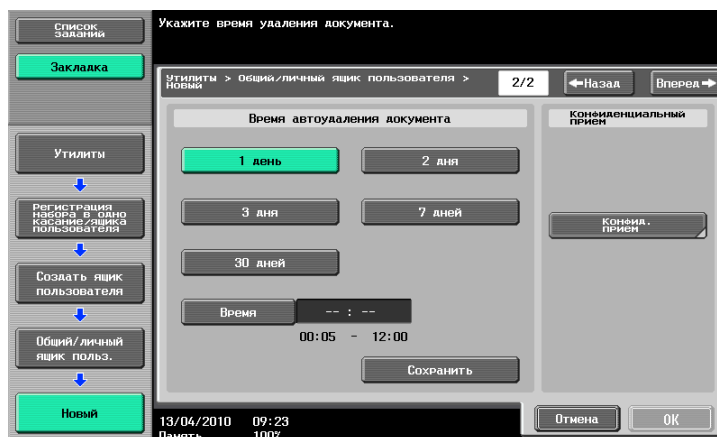 Список
заданий
Закладка
Утилиты
Регистрация
набора в одно
касание/ящика
пользователя
Создать ящик
пользователя
Общий/личный
ящик польз.
Новый
Укажите время удаления документа.
Утилиты > Общий/личный ящик пользователя >
Новый
2/2
←Назад
Вперед→
Время автоудаления документа
1 день
2 дня
3 дня
7 дней
30 дней
Время
-- : --
00:05 - 12:00
Сохранить
Конфиденциальный
прием
Конфид.
прием
13/04/2010 09:23
Память 100%
Отмена
OK